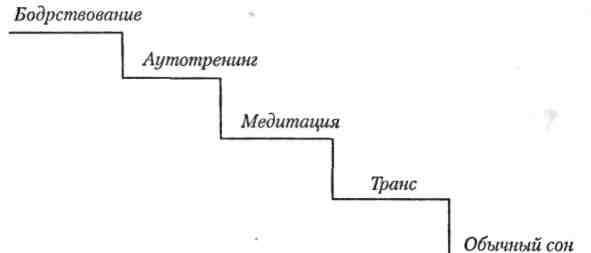 Бодрствование
Аутотренинг
Медитация
Транс
Обычный сон